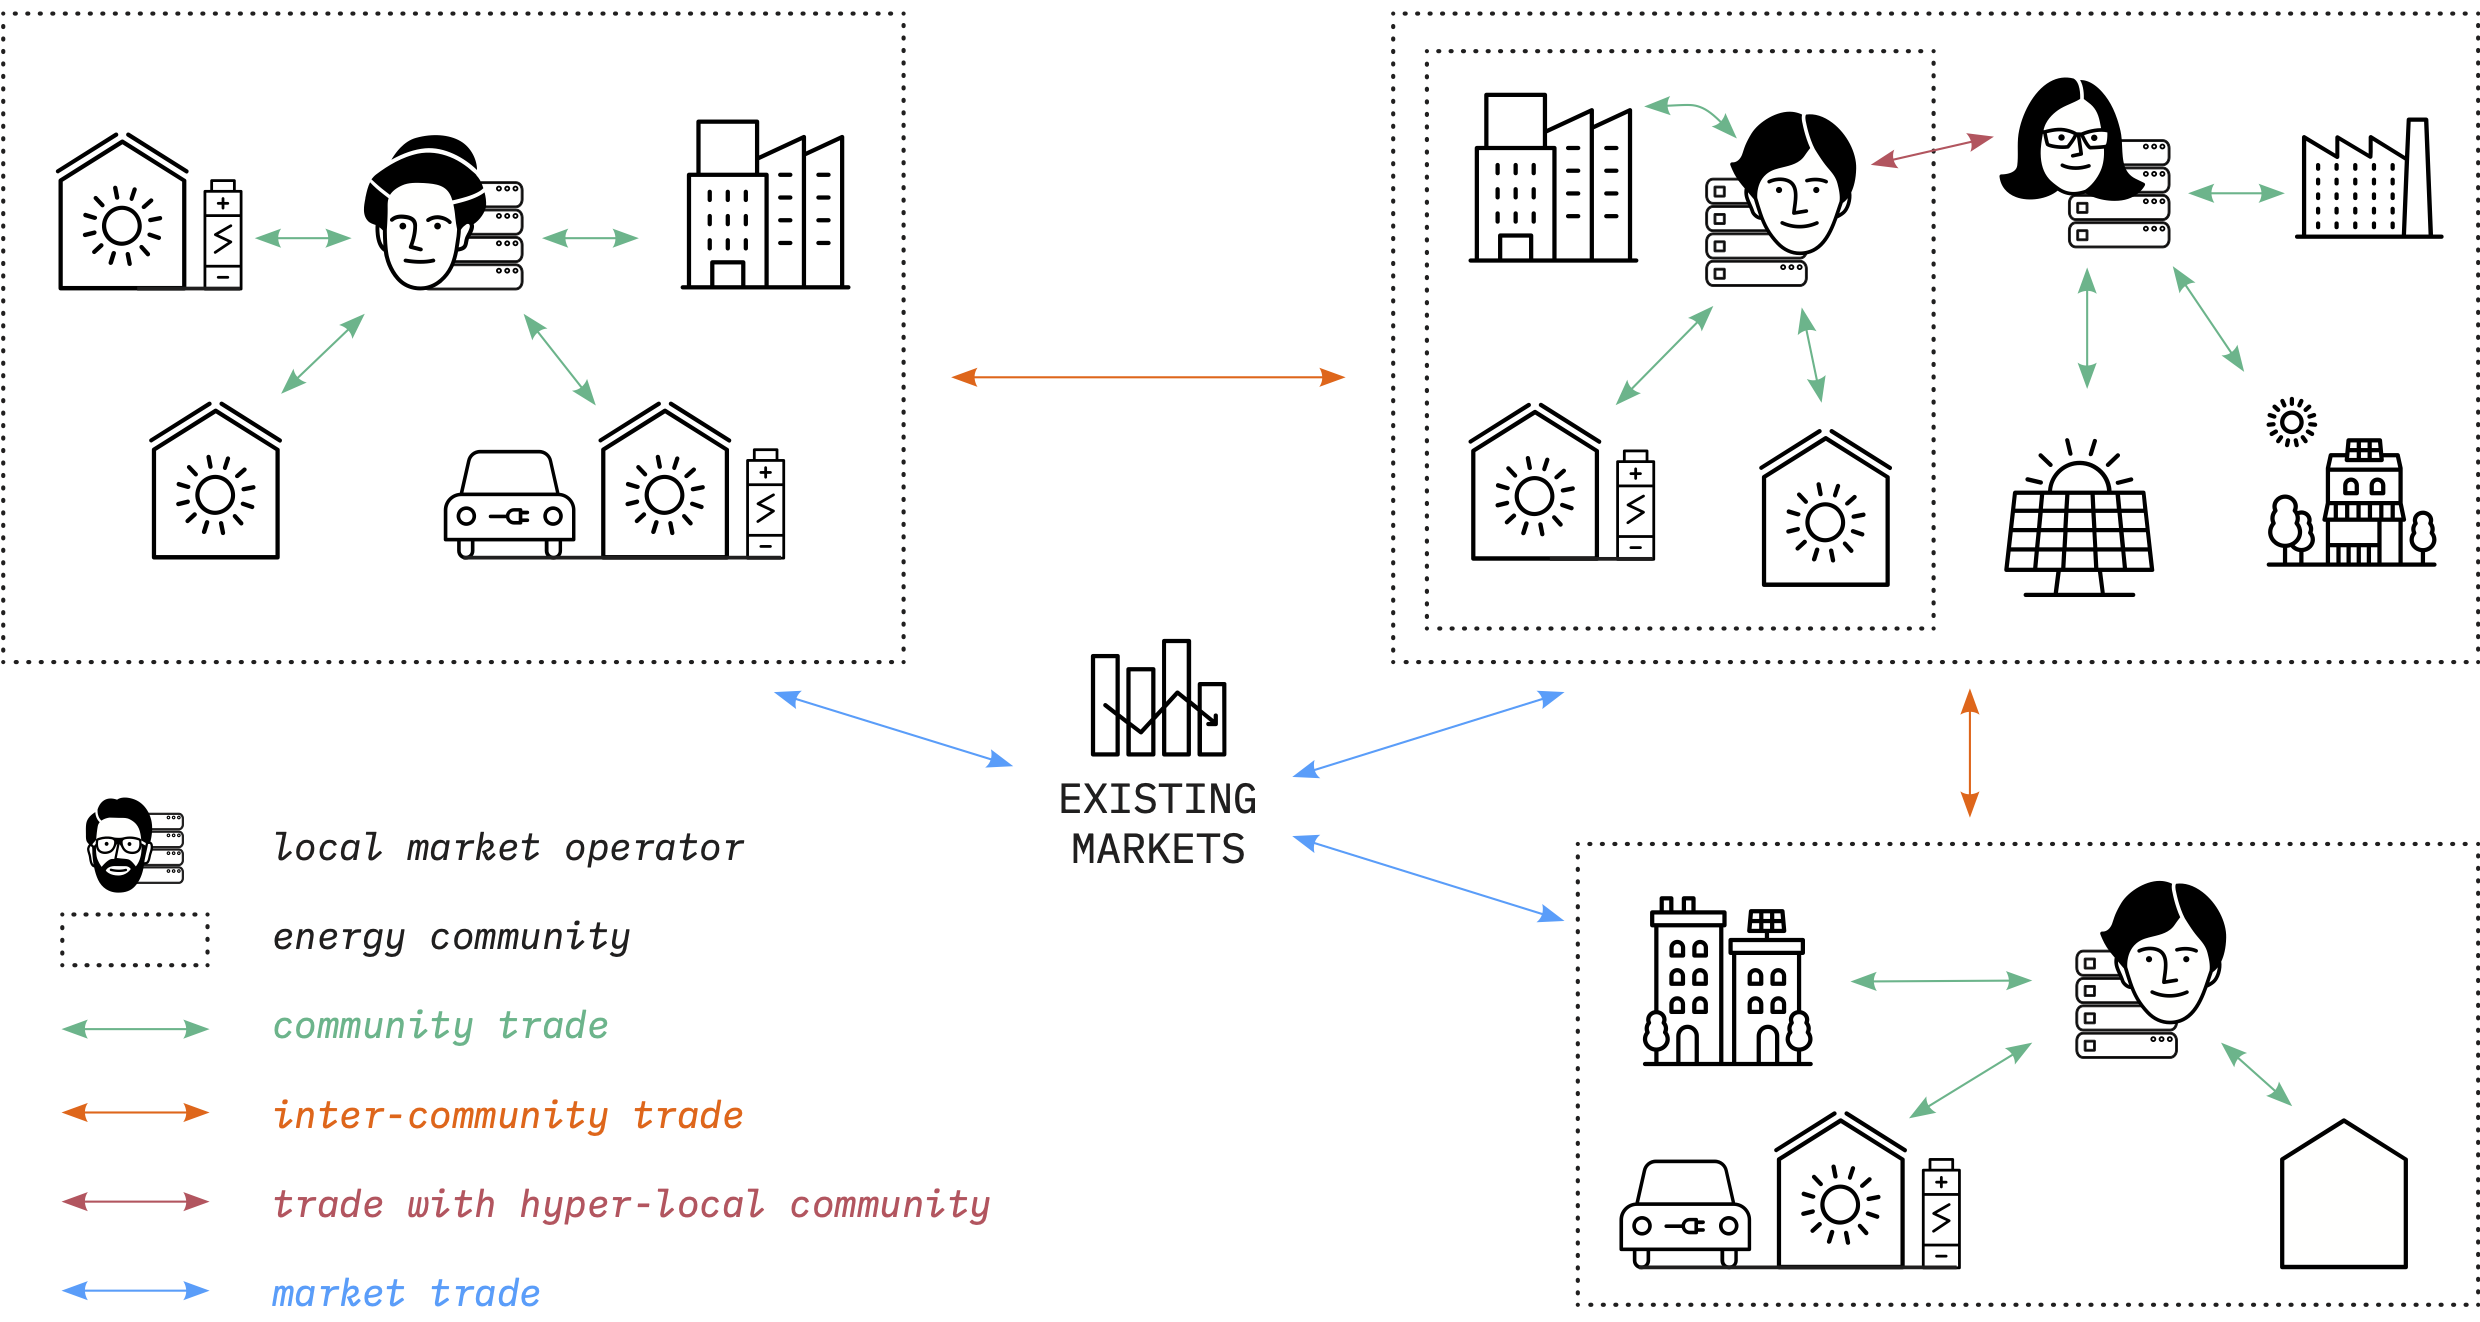 EXISTING
MARKETS
local market operator
energy community
community trade
inter-community trade
trade with hyper-local community
market trade